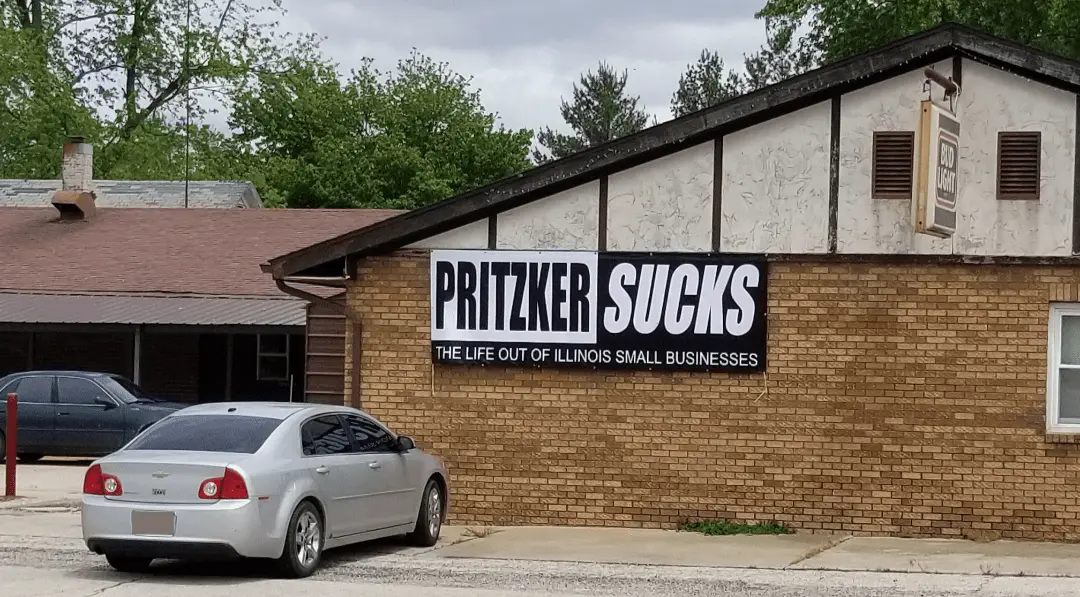 PRITZKER SUCKS
THE LIFE OUT OF ILLINOIS SMALL BUSINESSES
BUD
LIGHT